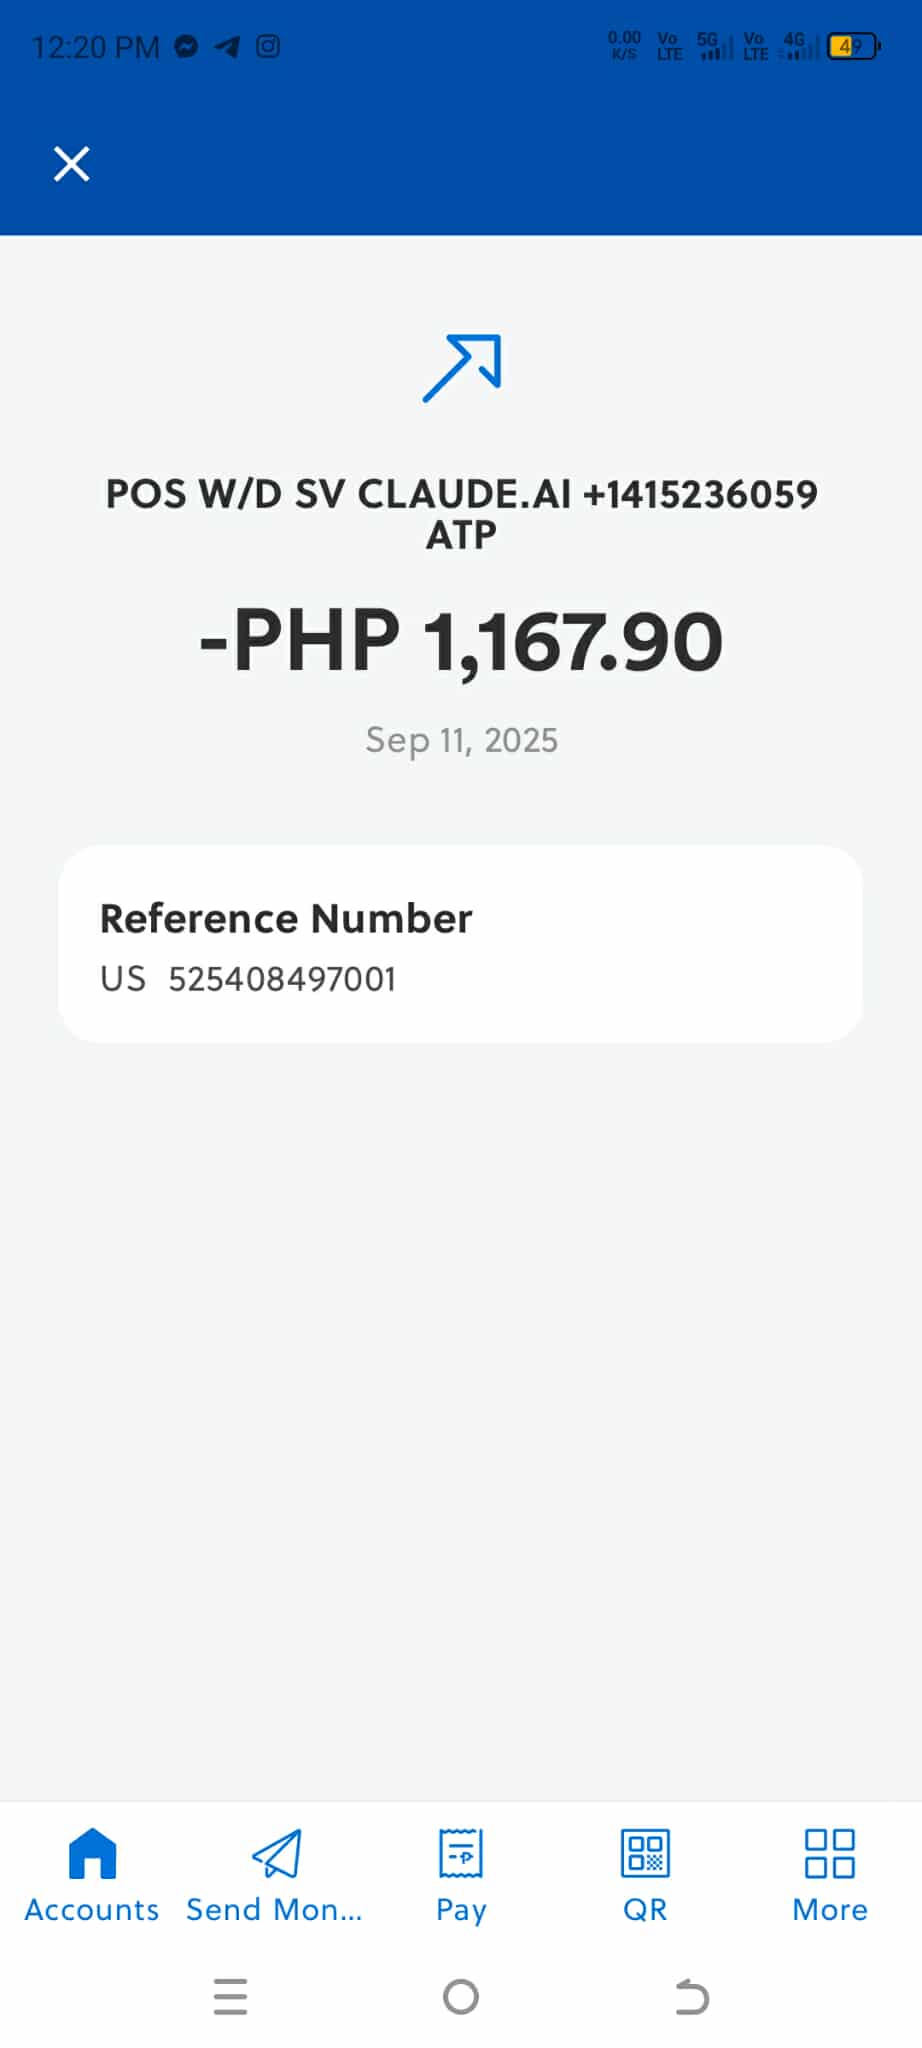 12:20 PM
0.00 K/S Vo LTE 5G Vo LTE 4G 49
POS W/D SV CLAUDE.AI +1415236059
ATP
-PHP 1,167.90
Sep 11, 2025
Reference Number
US 525408497001
Accounts Send Mon... Pay QR More